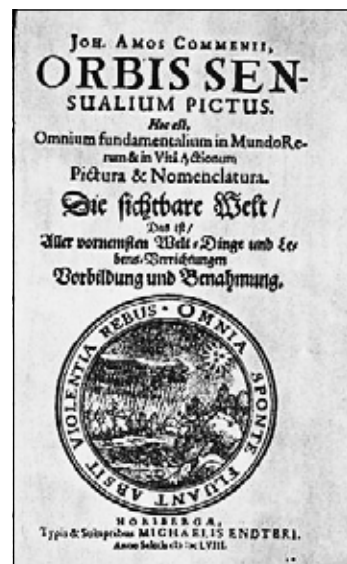 JOH. AMOS COMMENII,
ORBIS SEN-
SUALIUM PICTUS.
Hoc est,
Omnium fundamentalium in Mundo Re-
rum & in Vitâ Actionum
Pictura & Nomenclatura.
Die sichtbare Welt /
Das ist /
Aller vornemsten Welt-Dinge und Le-
bens-Verrichtungen
Vorbildung und Benahmung.
OMNIA SPONTE FLUANT ABSIT VIOLENTIA REBUS
NORIBERGÆ,
Typis & Sumptibus MICHAELIS ENDTERI.
LVIII.